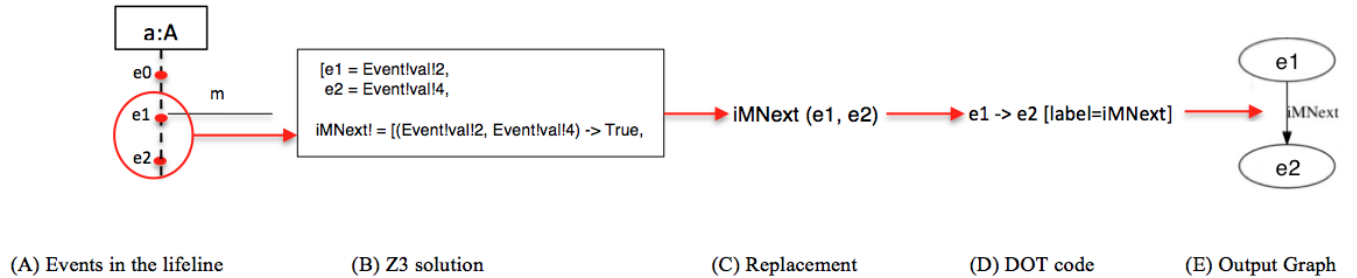 a:A
e0
m
e1
e2
[e1 = Event!val!2,
e2 = Event!val!4,
iMNext! = [(Event!val!2, Event!val!4) -> True,
iMNext (e1, e2)
e1 -> e2 [label=iMNext]
e1
iMNext
e2
(A) Events in the lifeline
(B) Z3 solution
(C) Replacement
(D) DOT code
(E) Output Graph